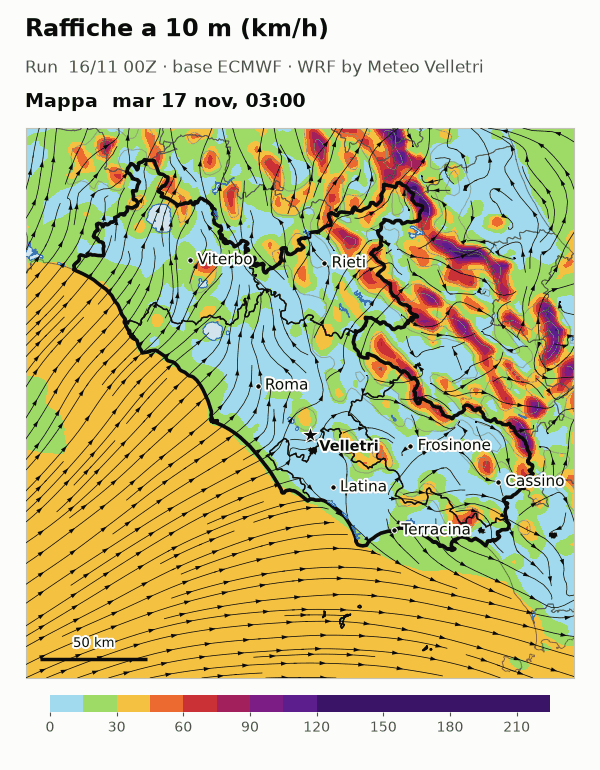 Raffiche a 10 m (km/h)
Run  16/11 00Z · base ECMWF · WRF by Meteo Velletri
Mappa  mar 17 nov, 03:00
Viterbo
Rieti
Roma
Velletri
Frosinone
Latina
Cassino
Terracina
50 km
0 30 60 90 120 150 180 210